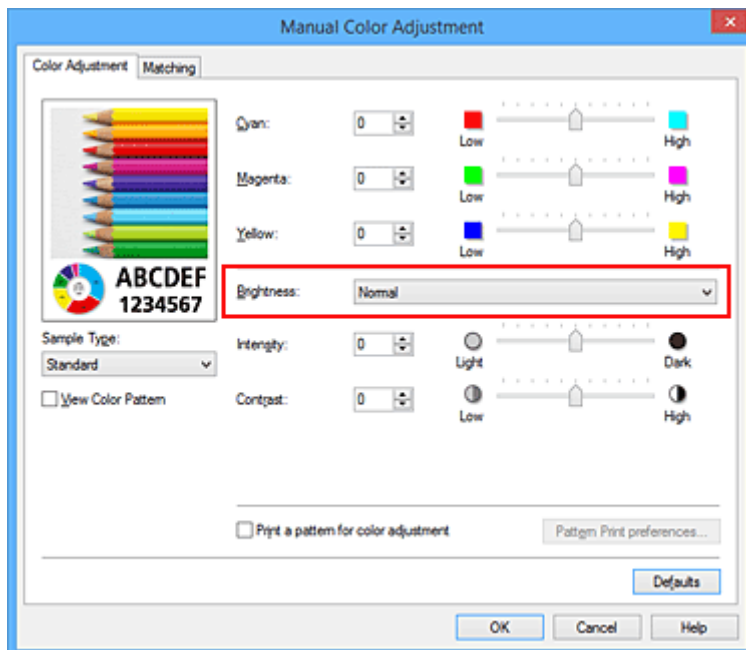 Manual Color Adjustment
x
Color Adjustment Matching
Cyan: 0 Low High
Magenta: 0 Low High
Yellow: 0 Low High
ABCDEF
1234567
Brightness: Normal
Sample Type:
Standard
View Color Pattern
Intensity: 0 Light Dark
Contrast: 0 Low High
Print a pattern for color adjustment Pattern Print preferences...
Defaults
OK Cancel Help